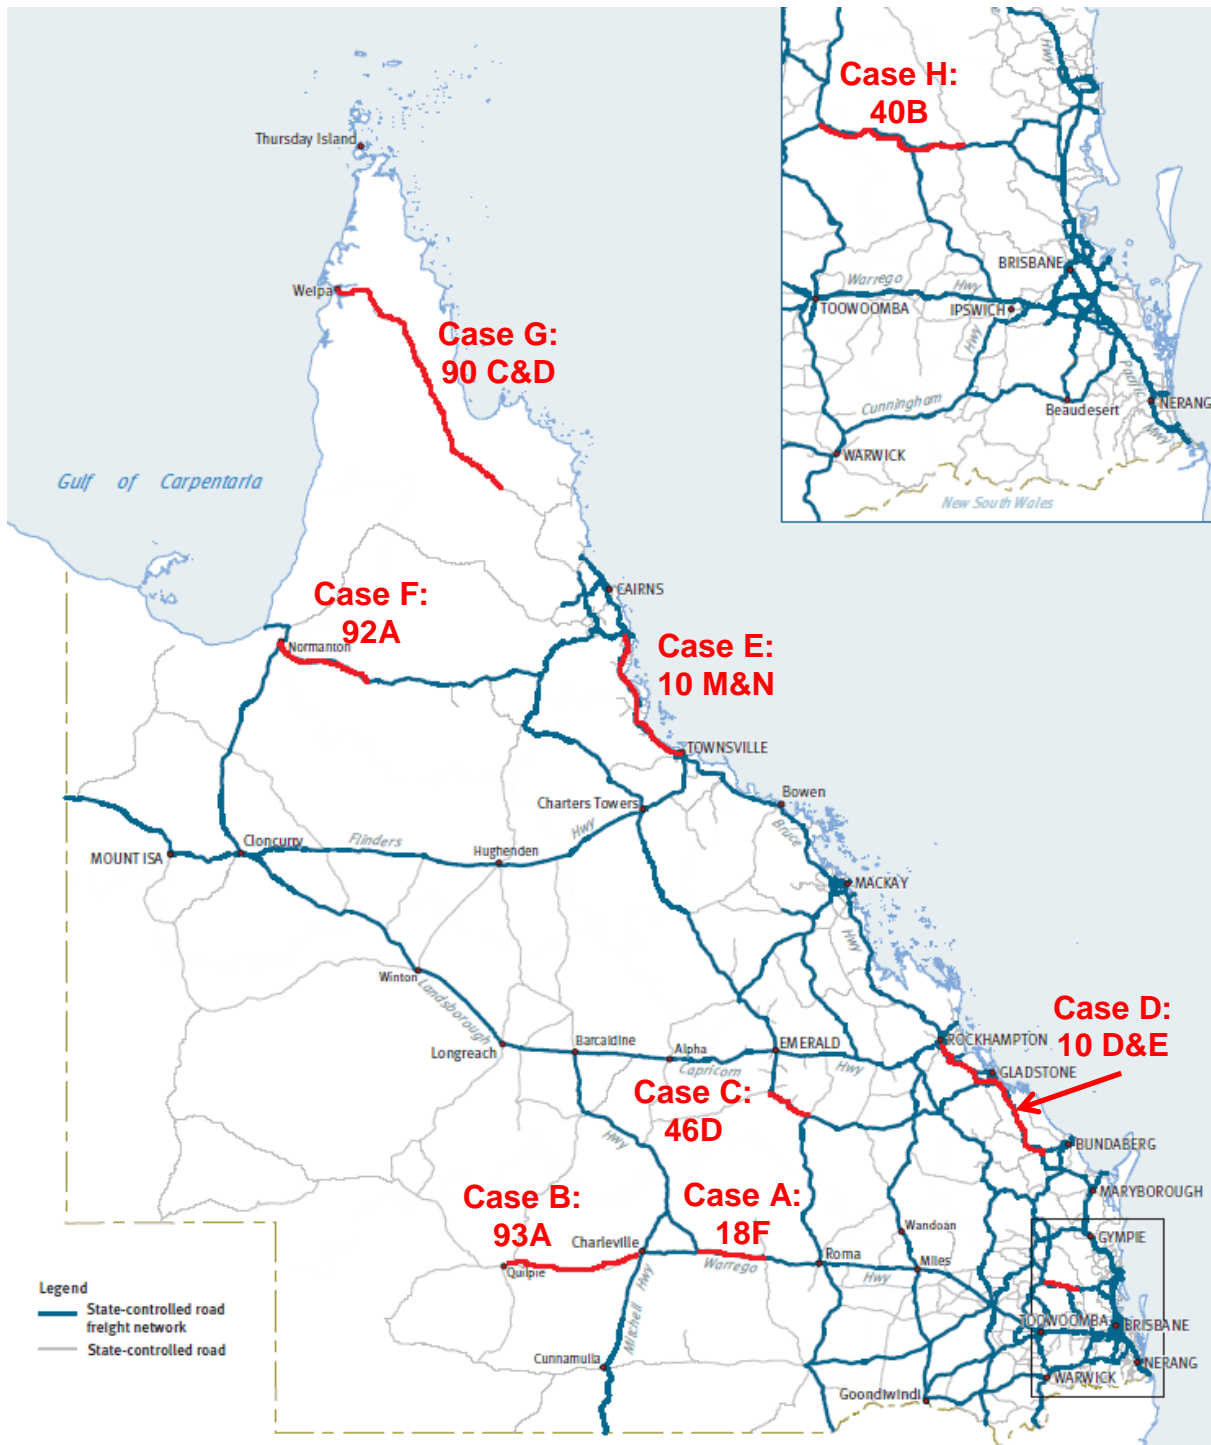 Case H:
40B
Hwy
BRISBANE
Warrego
Hwy
TOOWOOMBA
IPSWICH
Hwy
Pacific
Mwy
Cunningham
Beaudesert
NERANG
WARWICK
New South Wales
Thursday Island
Weipa
Case G:
90 C&D
Gulf of Carpentaria
CAIRNS
Case F:
92A
Normanton
Case E:
10 M&N
TOWNSVILLE
Bowen
Charters Towers
Bruce
Flinders
Hwy
Cloncurry
Hughenden
MOUNT ISA
MACKAY
Hwy
Winton
Landsborough
Longreach
Barcaldine
Alpha
EMERALD
Capricorn
Hwy
ROCKHAMPTON
GLADSTONE
Case D:
10 D&E
Case C:
46D
Hwy
BUNDABERG
MARYBOROUGH
Case B:
93A
Case A:
18F
Charleville
Quilpie
Warrego
Roma
Hwy
Wandoan
Miles
GYMPIE
Hwy
Mitchell
TOOWOOMBA
BRISBANE
NERANG
WARWICK
Cunnamulla
Goondiwindi
Legend
State-controlled road
freight network
State-controlled road